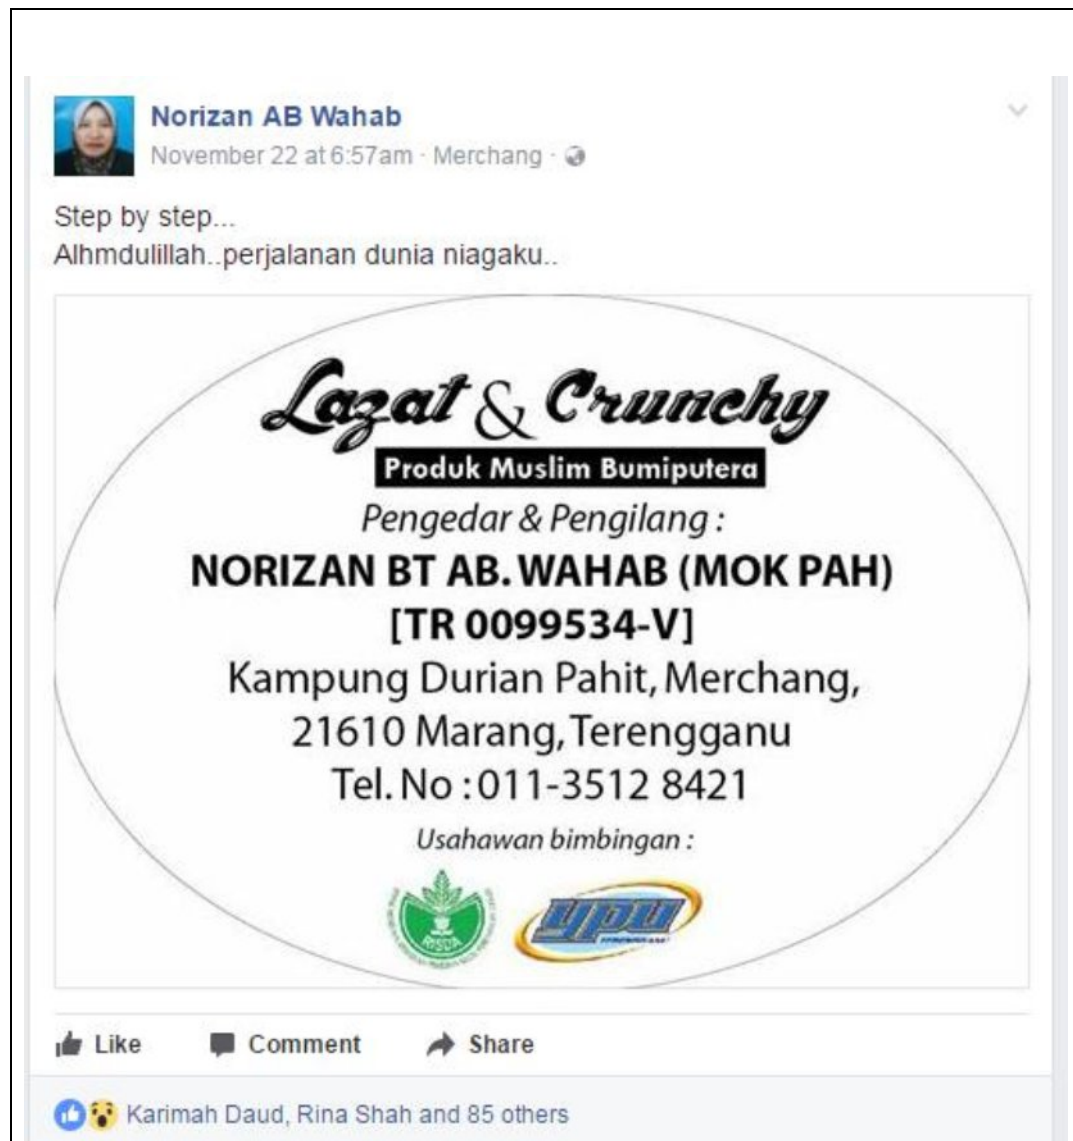 Norizan AB Wahab
November 22 at 6:57am · Merchang ·
Step by step...
Alhmdulillah..perjalanan dunia niagaku..
Lazat & Crunchy
Produk Muslim Bumiputera
Pengedar & Pengilang :
NORIZAN BT AB. WAHAB (MOK PAH)
[TR 0099534-V]
Kampung Durian Pahit, Merchang,
21610 Marang, Terengganu
Tel. No : 011-3512 8421
Usahawan bimbingan :
RISDA
ypu
Like Comment Share
Karimah Daud, Rina Shah and 85 others